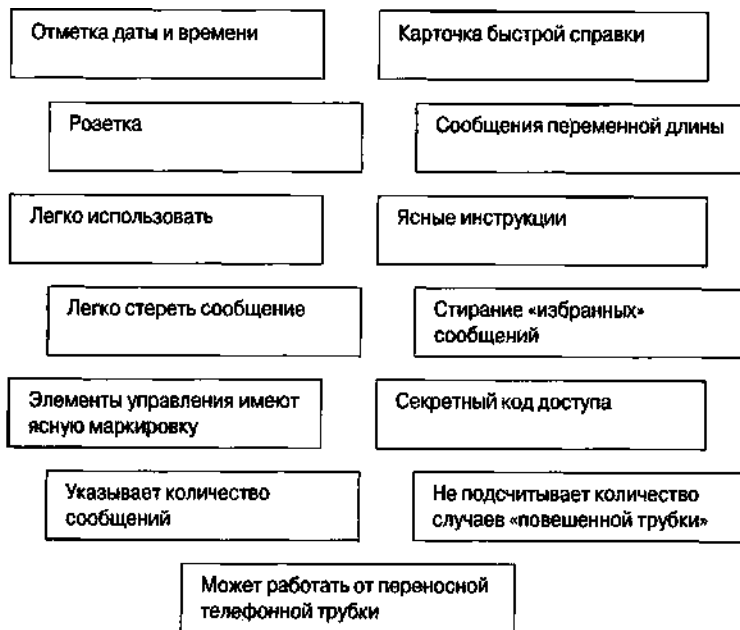 Отметка даты и времени
Карточка быстрой справки
Розетка
Сообщения переменной длины
Легко использовать
Ясные инструкции
Легко стереть сообщение
Стирание «избранных»
сообщений
Элементы управления имеют
ясную маркировку
Секретный код доступа
Указывает количество
сообщений
Не подсчитывает количество
случаев «повешенной трубки»
Может работать от переносной
телефонной трубки